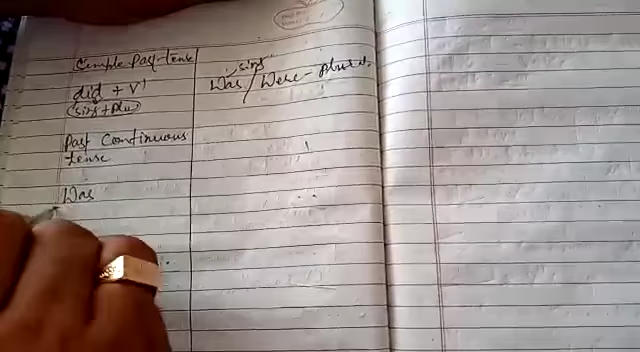 Simple Past-tense
did + V¹
(sing + plu)
sing
Was / Were - plural
Past Continuous
tense
Was